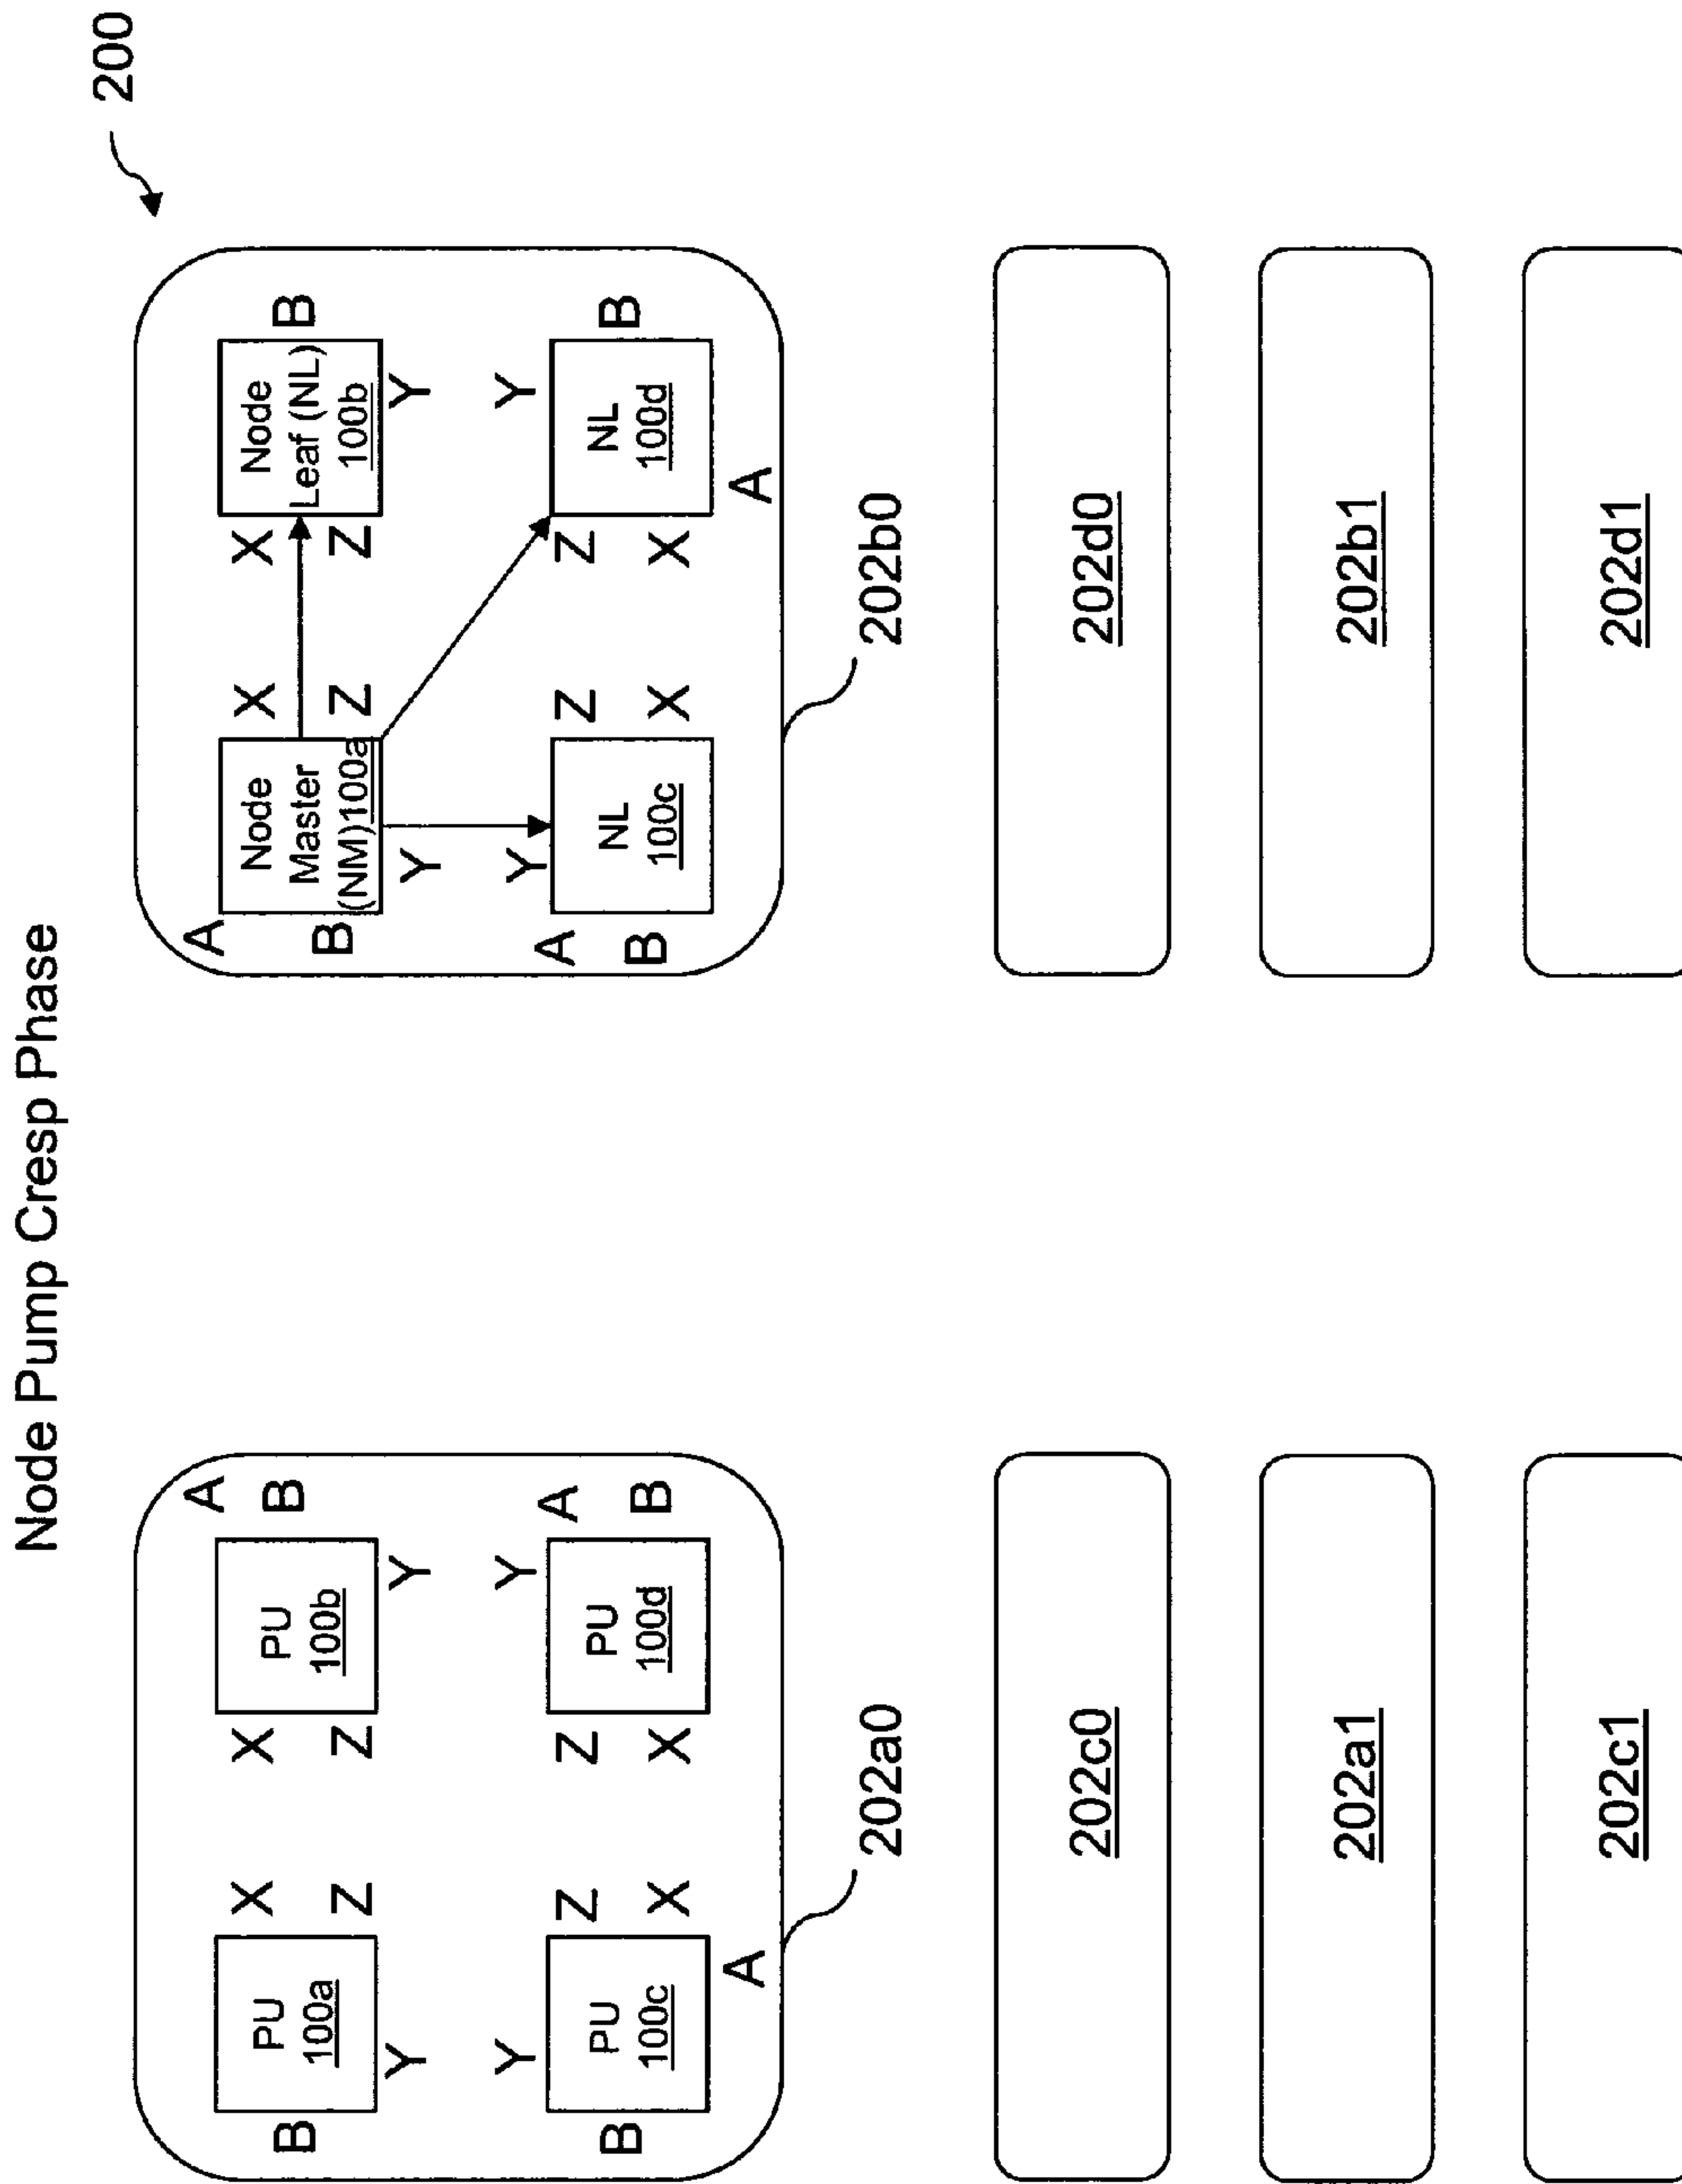 Node Pump Cresp Phase
200
B
PU
100a
X
Z
Y
X
Z
PU
100b
A
B
Y
Y
B
PU
100c
Z
X
A
Z
X
Y
PU
100d
A
B
202a0
A
B
Node
Master
(NM)100a
X
Z
Y
X
Z
Node
Leaf (NL)
100b
B
Y
A
B
Y
NL
100c
Z
X
Z
X
Y
NL
100d
B
A
202b0
202c0
202d0
202a1
202b1
202c1
202d1